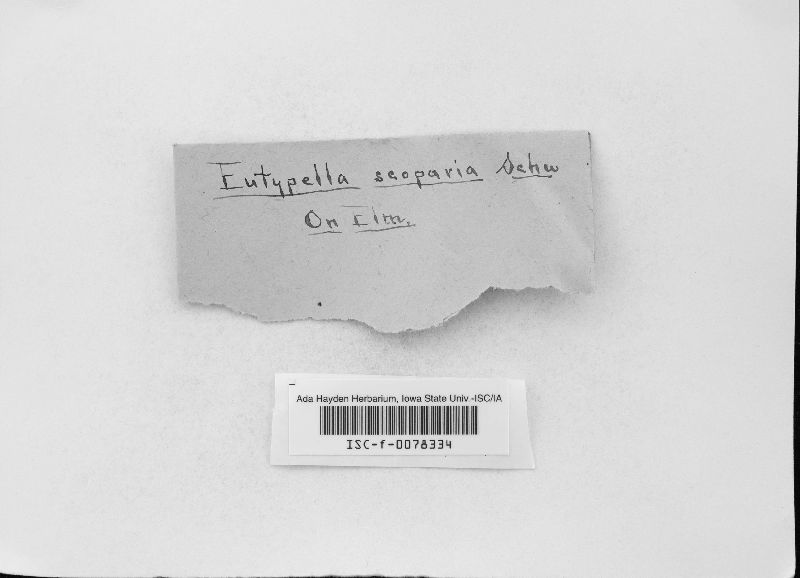 Eutypella scoparia Schw
On Elm.
Ada Hayden Herbarium, Iowa State Univ.-ISC/IA
ISC-f-0078334